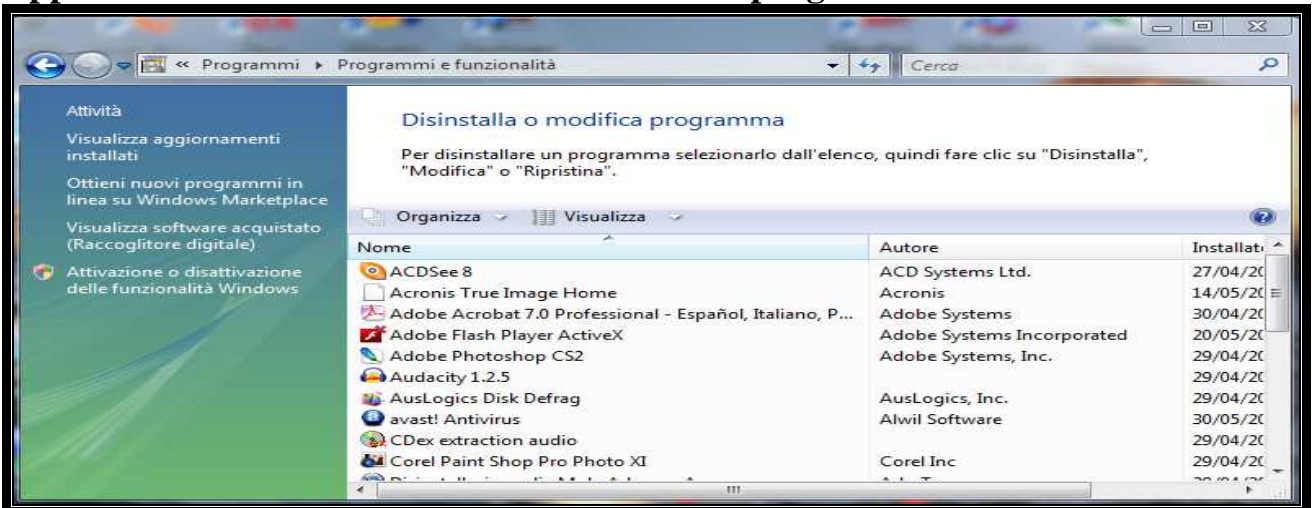 « Programmi ▸ Programmi e funzionalità
Cerca
Attività
Visualizza aggiornamenti
installati
Ottieni nuovi programmi in
linea su Windows Marketplace
Visualizza software acquistato
(Raccoglitore digitale)
Attivazione o disattivazione
delle funzionalità Windows
Disinstalla o modifica programma
Per disinstallare un programma selezionarlo dall'elenco, quindi fare clic su "Disinstalla",
"Modifica" o "Ripristina".
Organizza Visualizza
Nome Autore Installat
ACDSee 8 ACD Systems Ltd. 27/04/20
Acronis True Image Home Acronis 14/05/20
Adobe Acrobat 7.0 Professional - Español, Italiano, P... Adobe Systems 30/04/20
Adobe Flash Player ActiveX Adobe Systems Incorporated 20/05/20
Adobe Photoshop CS2 Adobe Systems, Inc. 29/04/20
Audacity 1.2.5 29/04/20
AusLogics Disk Defrag AusLogics, Inc. 29/04/20
avast! Antivirus Alwil Software 30/05/20
CDex extraction audio 29/04/20
Corel Paint Shop Pro Photo XI Corel Inc 29/04/20